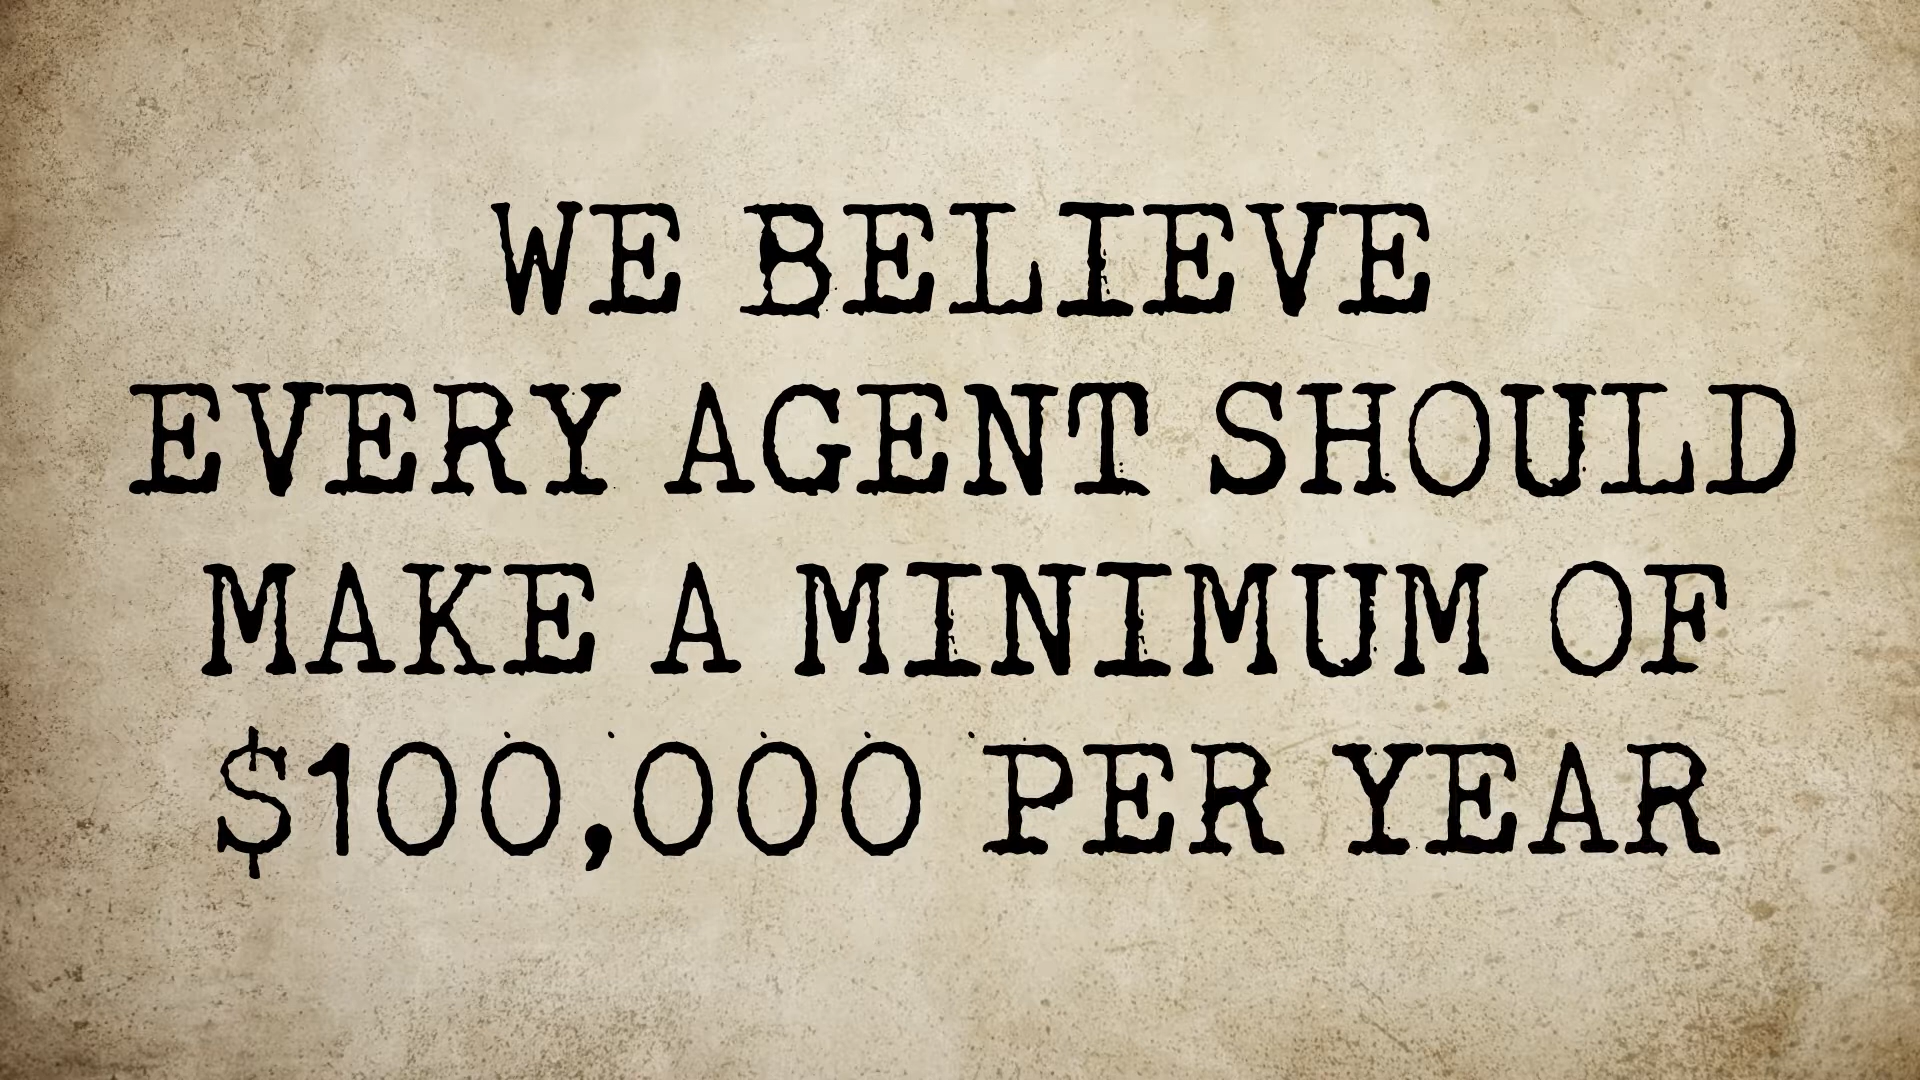 WE BELIEVE
EVERY AGENT SHOULD
MAKE A MINIMUM OF
$100,000 PER YEAR